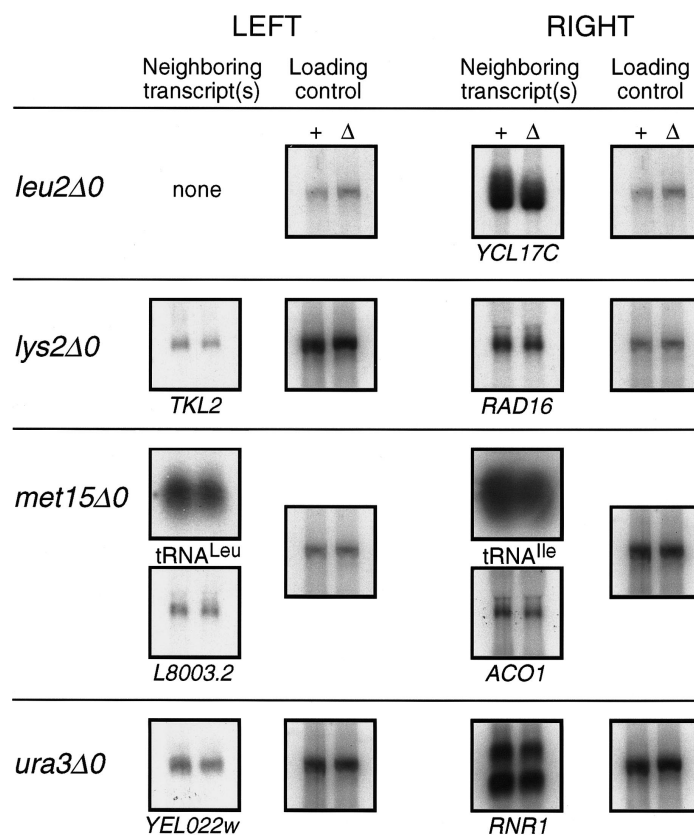 LEFT RIGHT
Neighboring Loading Neighboring Loading
transcript(s) control transcript(s) control
+ Δ + Δ + Δ
leu2Δ0 none
YCL17C
lys2Δ0
TKL2 RAD16
met15Δ0
tRNALeu tRNAIle
L8003.2 ACO1
ura3Δ0
YEL022w RNR1